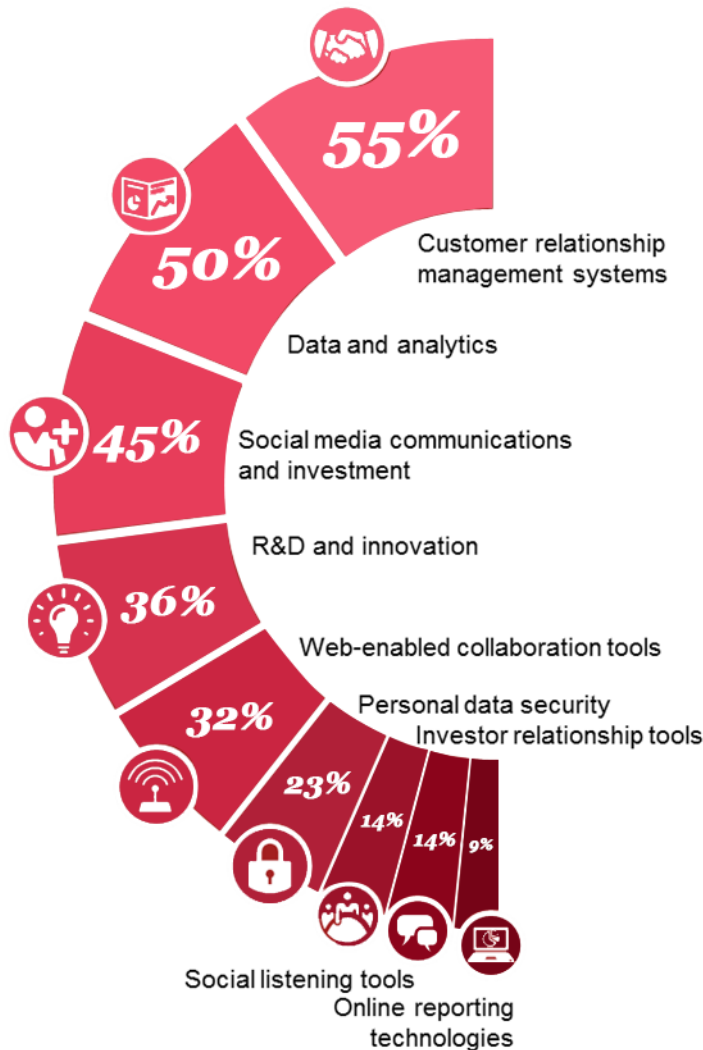 55%
Customer relationship
management systems
50%
Data and analytics
45%
Social media communications
and investment
R&D and innovation
36%
Web-enabled collaboration tools
32%
Personal data security
Investor relationship tools
23%
14%
14%
9%
Social listening tools
Online reporting
technologies